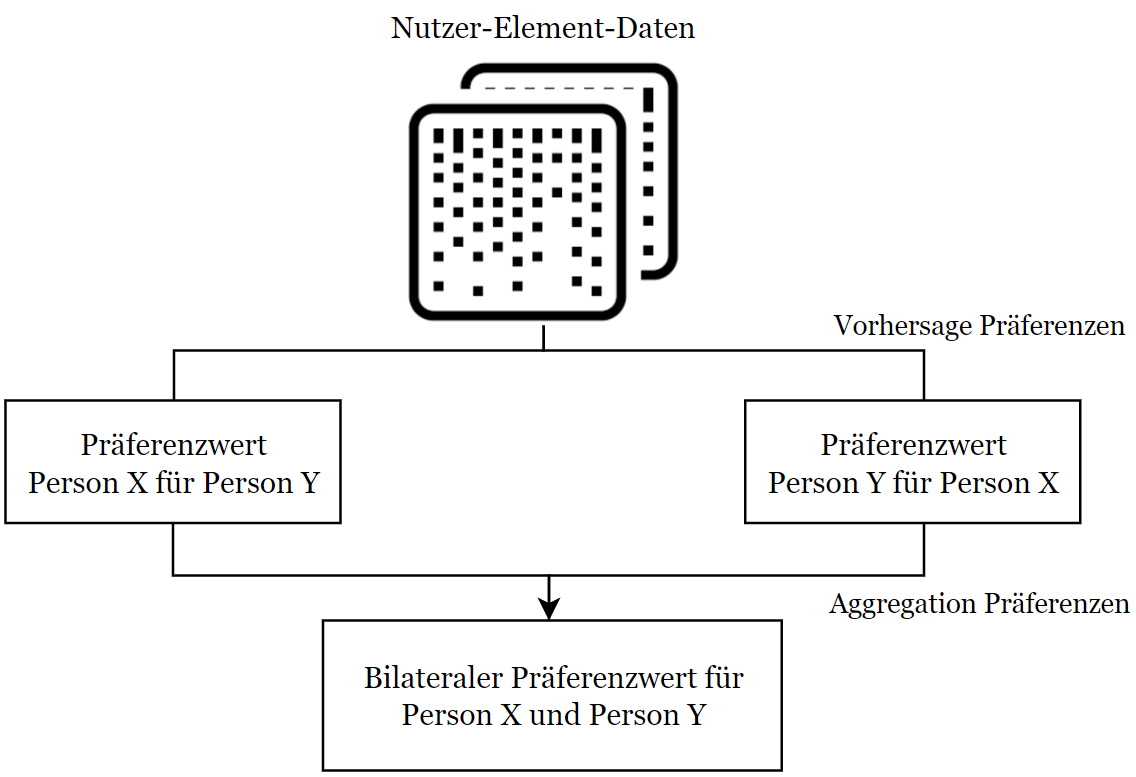 Nutzer-Element-Daten
Vorhersage Präferenzen
Präferenzwert
Person X für Person Y
Präferenzwert
Person Y für Person X
Aggregation Präferenzen
Bilateraler Präferenzwert für
Person X und Person Y